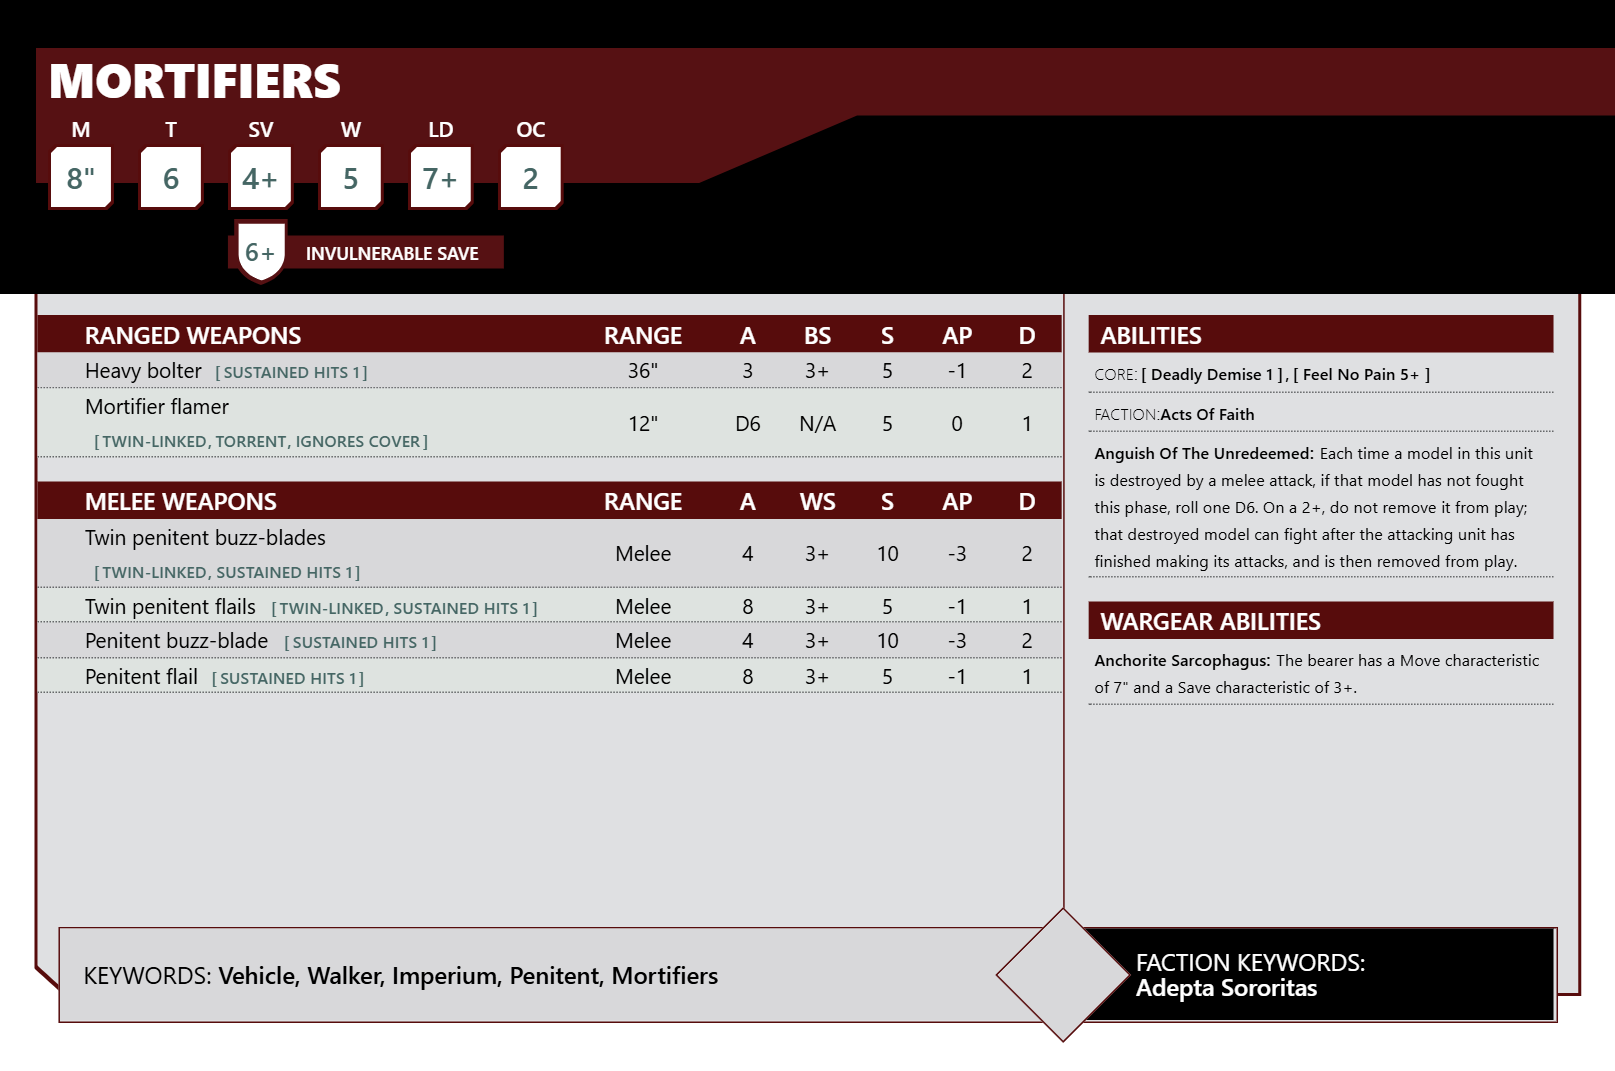 MORTIFIERS
M T SV W LD OC
8" 6 4+ 5 7+ 2
6+ INVULNERABLE SAVE
RANGED WEAPONS RANGE A BS S AP D
Heavy bolter [ SUSTAINED HITS 1 ] 36" 3 3+ 5 -1 2
Mortifier flamer
[ TWIN-LINKED, TORRENT, IGNORES COVER ] 12" D6 N/A 5 0 1
MELEE WEAPONS RANGE A WS S AP D
Twin penitent buzz-blades
[ TWIN-LINKED, SUSTAINED HITS 1 ] Melee 4 3+ 10 -3 2
Twin penitent flails [ TWIN-LINKED, SUSTAINED HITS 1 ] Melee 8 3+ 5 -1 1
Penitent buzz-blade [ SUSTAINED HITS 1 ] Melee 4 3+ 10 -3 2
Penitent flail [ SUSTAINED HITS 1 ] Melee 8 3+ 5 -1 1
ABILITIES
CORE: [ Deadly Demise 1 ] , [ Feel No Pain 5+ ]
FACTION:Acts Of Faith
Anguish Of The Unredeemed: Each time a model in this unit
is destroyed by a melee attack, if that model has not fought
this phase, roll one D6. On a 2+, do not remove it from play;
that destroyed model can fight after the attacking unit has
finished making its attacks, and is then removed from play.
WARGEAR ABILITIES
Anchorite Sarcophagus: The bearer has a Move characteristic
of 7" and a Save characteristic of 3+.
KEYWORDS: Vehicle, Walker, Imperium, Penitent, Mortifiers
FACTION KEYWORDS:
Adepta Sororitas